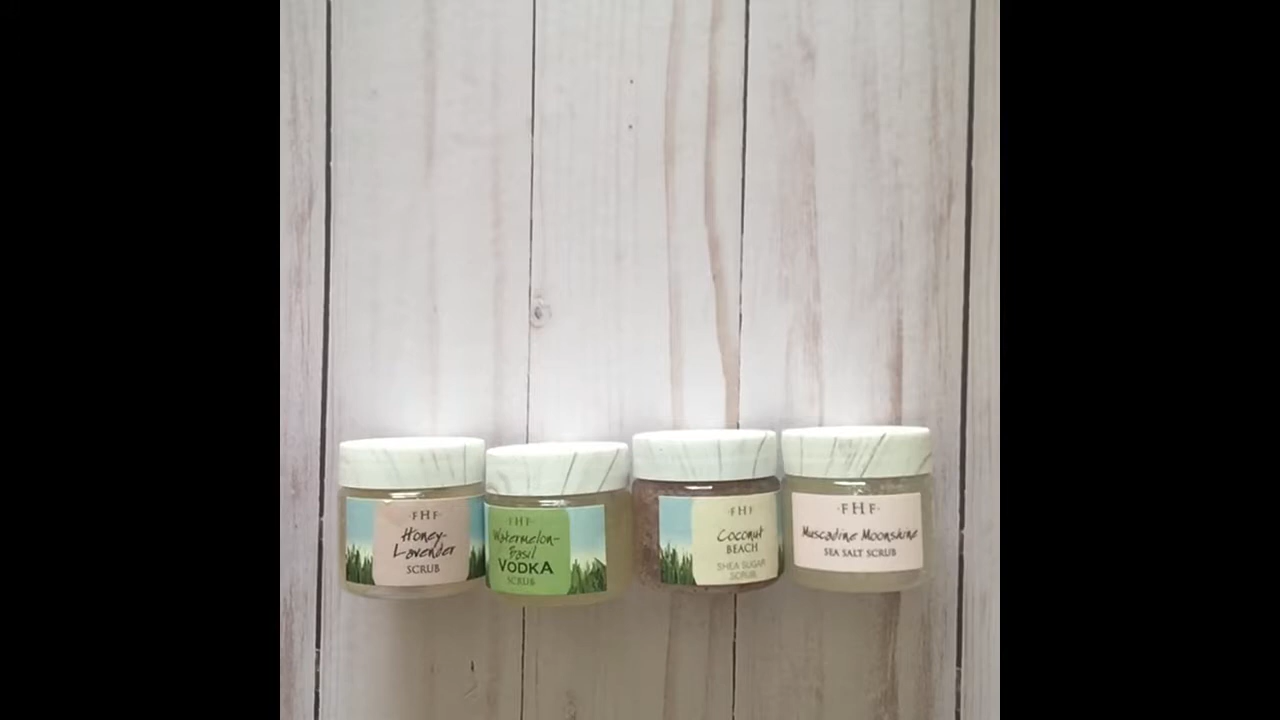 ·FHF·
Honey-
Lavender
SCRUB
·FHF·
Watermelon-
Basil
VODKA
SCRUB
·FHF·
Coconut
BEACH
SHEA SUGAR
SCRUB
·FHF·
Muscadine Moonshine
SEA SALT SCRUB